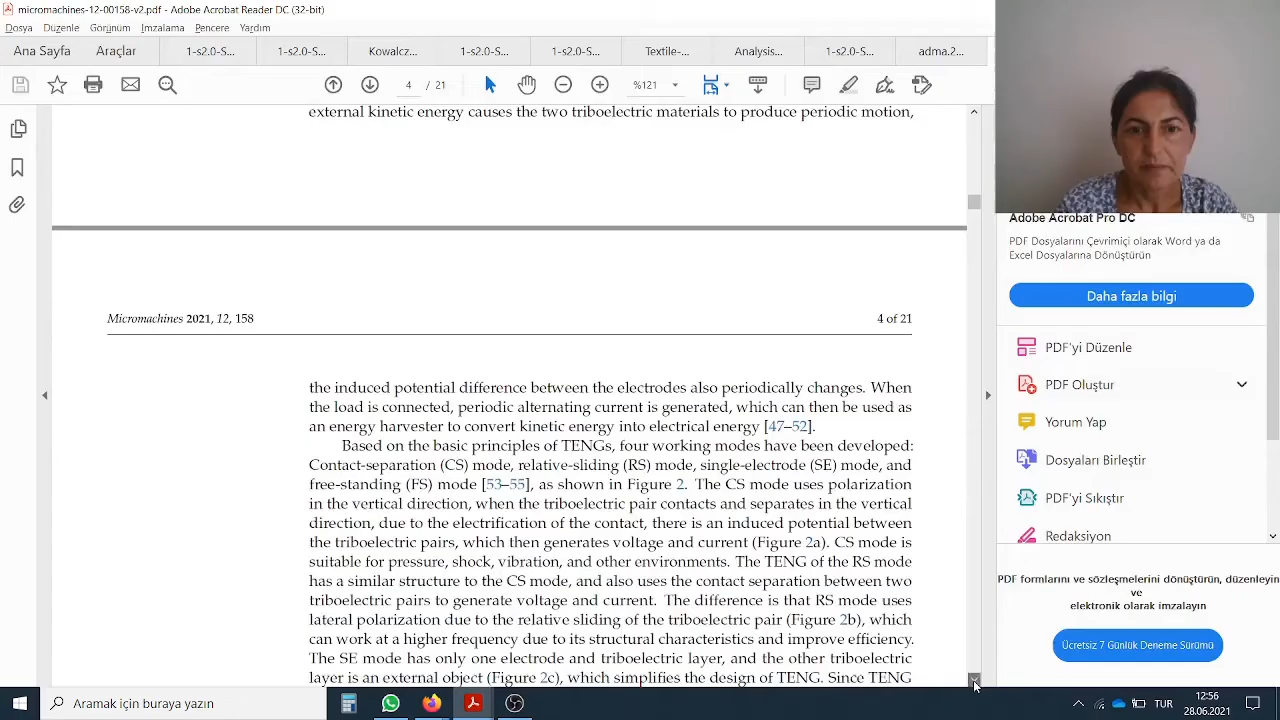 micromachines-12-00158-v2.pdf - Adobe Acrobat Reader DC (32-bit)
Dosya Düzenle Görünüm İmzalama Pencere Yardım
Ana Sayfa Araçlar 1-s2.0-S... 1-s2.0-S... Kowalcz... 1-s2.0-S... 1-s2.0-S... Textile-... Analysis... 1-s2.0-S... adma.2...
4 / 21 %121
external kinetic energy causes the two triboelectric materials to produce periodic motion,
Micromachines 2021, 12, 158 4 of 21
the induced potential difference between the electrodes also periodically changes. When
the load is connected, periodic alternating current is generated, which can then be used as
an energy harvester to convert kinetic energy into electrical energy [47–52].
Based on the basic principles of TENGs, four working modes have been developed:
Contact-separation (CS) mode, relative-sliding (RS) mode, single-electrode (SE) mode, and
free-standing (FS) mode [53–55], as shown in Figure 2. The CS mode uses polarization
in the vertical direction, when the triboelectric pair contacts and separates in the vertical
direction, due to the electrification of the contact, there is an induced potential between
the triboelectric pairs, which then generates voltage and current (Figure 2a). CS mode is
suitable for pressure, shock, vibration, and other environments. The TENG of the RS mode
has a similar structure to the CS mode, and also uses the contact separation between two
triboelectric pairs to generate voltage and current. The difference is that RS mode uses
lateral polarization due to the relative sliding of the triboelectric pair (Figure 2b), which
can work at a higher frequency due to its structural characteristics and improve efficiency.
The SE mode has only one electrode and triboelectric layer, and the other triboelectric
layer is an external object (Figure 2c), which simplifies the design of TENG. Since TENG
Adobe Acrobat Pro DC
PDF Dosyalarını Çevrimiçi olarak Word ya da
Excel Dosyalarına Dönüştürün
Daha fazla bilgi
PDF'yi Düzenle
PDF Oluştur
Yorum Yap
Dosyaları Birleştir
PDF'yi Sıkıştır
Redaksiyon
PDF formlarını ve sözleşmelerini dönüştürün, düzenleyin
ve
elektronik olarak imzalayın
Ücretsiz 7 Günlük Deneme Sürümü
Aramak için buraya yazın
TUR
12:56
28.06.2021